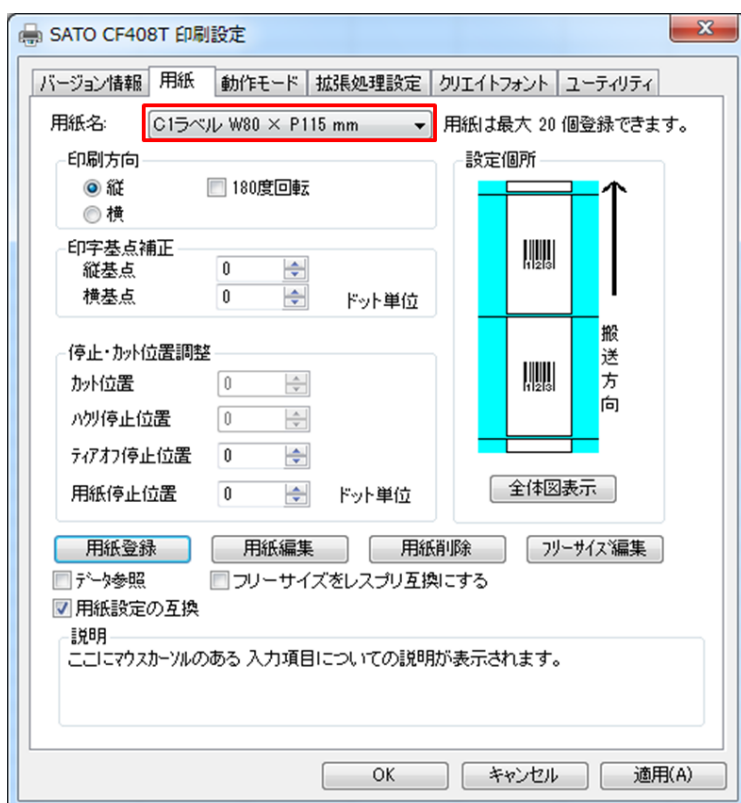 SATO CF408T 印刷設定
バージョン情報 用紙 動作モード 拡張処理設定 クリエイトフォント ユーティリティ
用紙名: C1ラベル W80 × P115 mm 用紙は最大 20 個登録できます。
印刷方向
縦 180度回転
横
印字基点補正
縦基点 0
横基点 0 ドット単位
停止・カット位置調整
カット位置 0
ハクリ停止位置 0
ティアオフ停止位置 0
用紙停止位置 0 ドット単位
設定個所
123
123
搬送方向
全体図表示
用紙登録 用紙編集 用紙削除 フリーサイズ編集
データ参照 フリーサイズをレスプリ互換にする
用紙設定の互換
説明
ここにマウスカーソルのある 入力項目についての説明が表示されます。
OK キャンセル 適用(A)